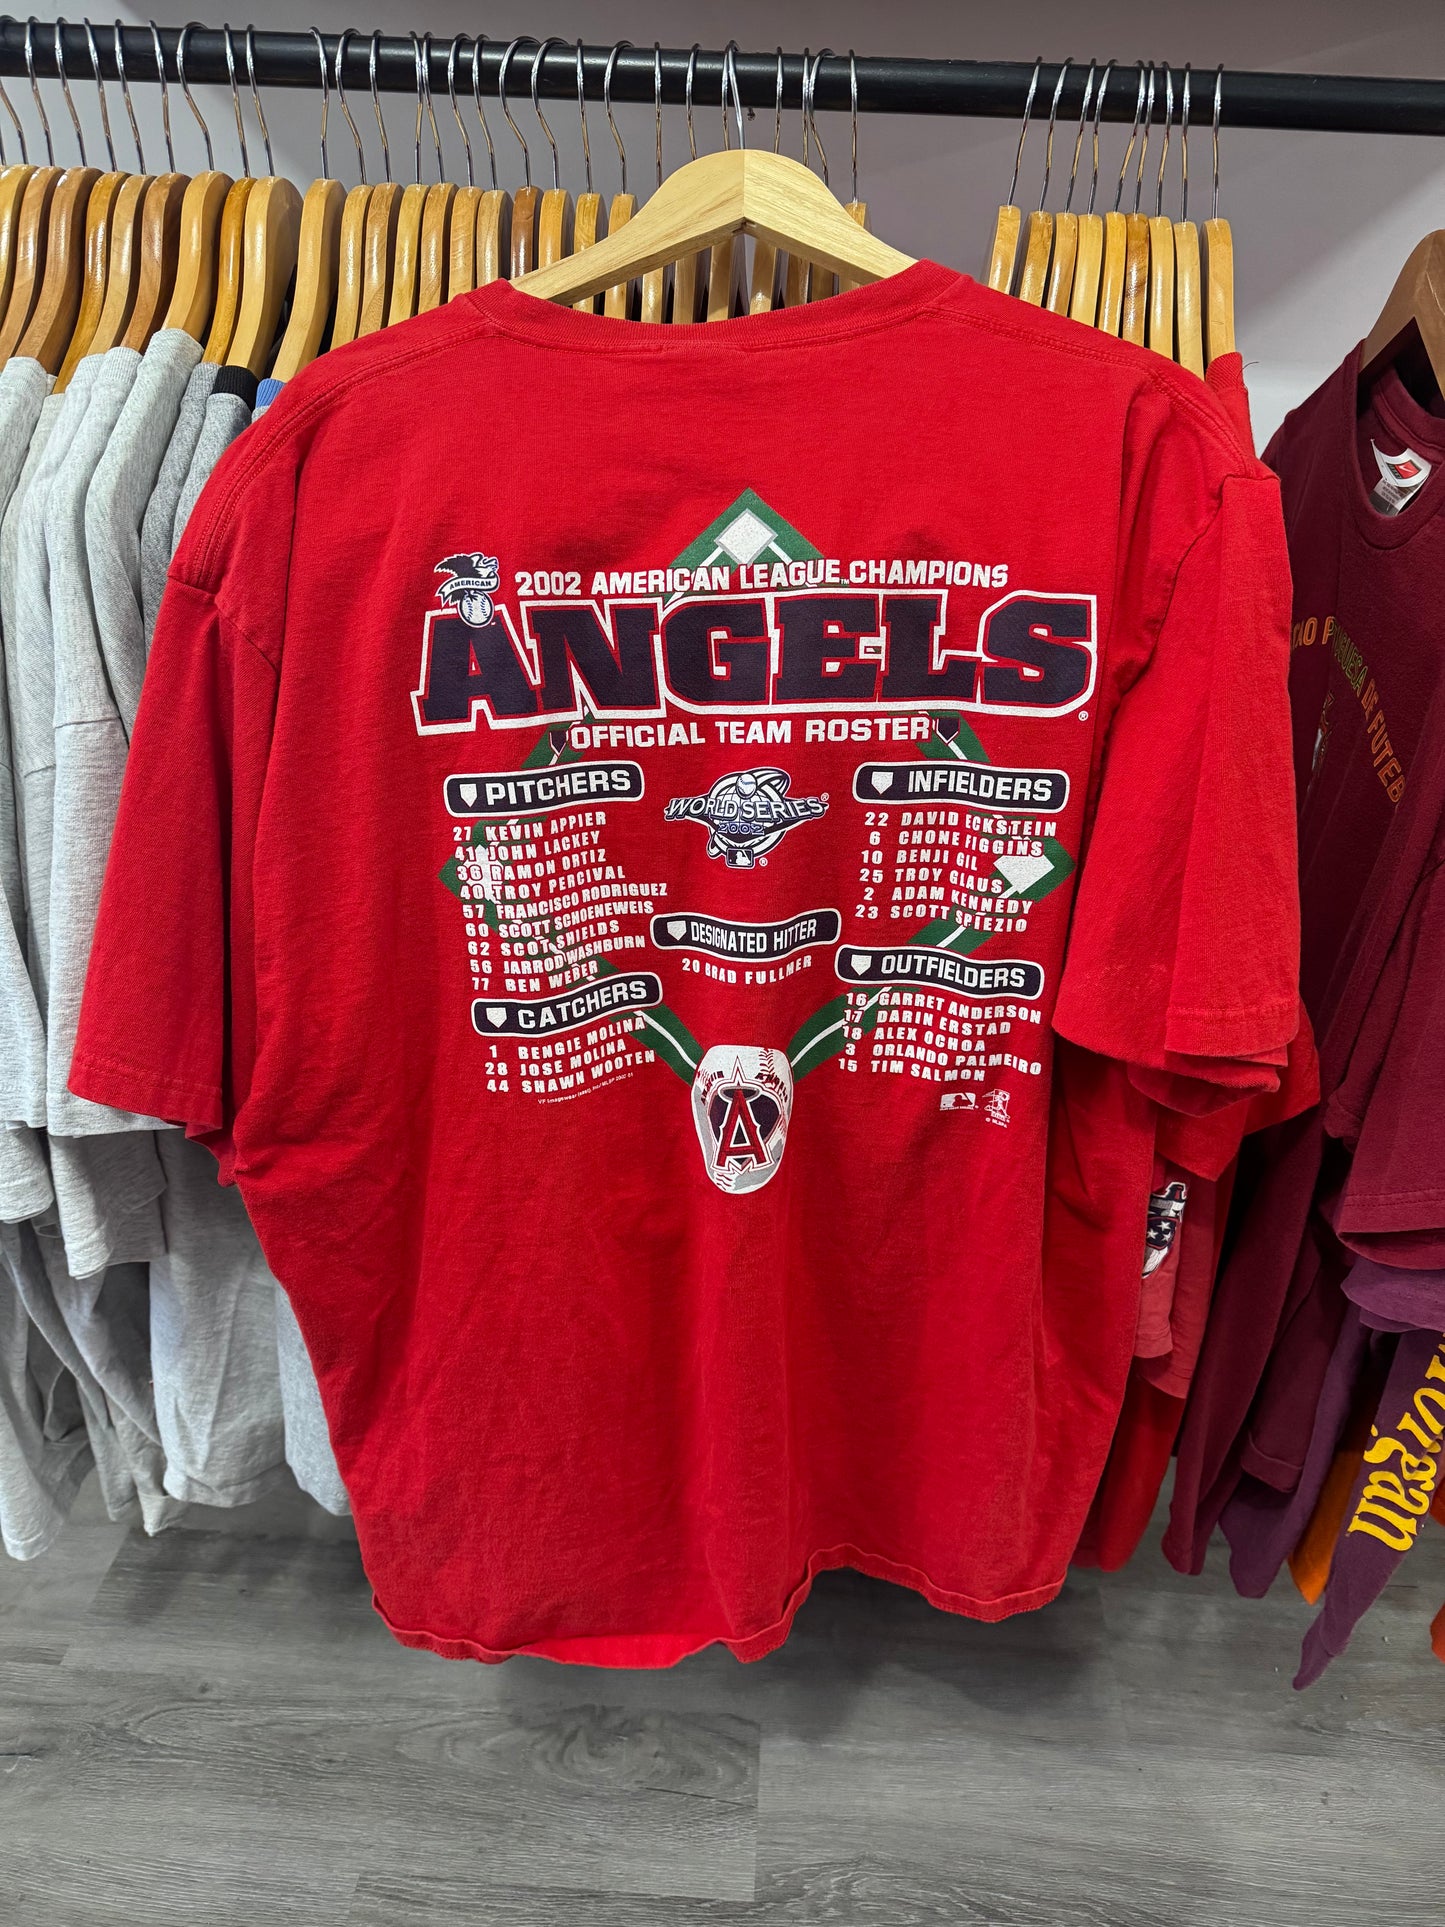 AMERICAN
2002 AMERICAN LEAGUE CHAMPIONS
ANGELS
OFFICIAL TEAM ROSTER
PITCHERS
27 KEVIN APPIER
41 JOHN LACKEY
36 RAMON ORTIZ
40 TROY PERCIVAL
57 FRANCISCO RODRIGUEZ
60 SCOTT SCHOENEWEIS
62 SCOT SHIELDS
56 JARROD WASHBURN
77 BEN WEBER
CATCHERS
1 BENGIE MOLINA
28 JOSE MOLINA
44 SHAWN WOOTEN
WORLD SERIES
2002
DESIGNATED HITTER
20 BRAD FULLMER
INFIELDERS
22 DAVID ECKSTEIN
6 CHONE FIGGINS
10 BENJI GIL
25 TROY GLAUS
2 ADAM KENNEDY
23 SCOTT SPIEZIO
OUTFIELDERS
16 GARRET ANDERSON
17 DARIN ERSTAD
18 ALEX OCHOA
3 ORLANDO PALMEIRO
15 TIM SALMON
A